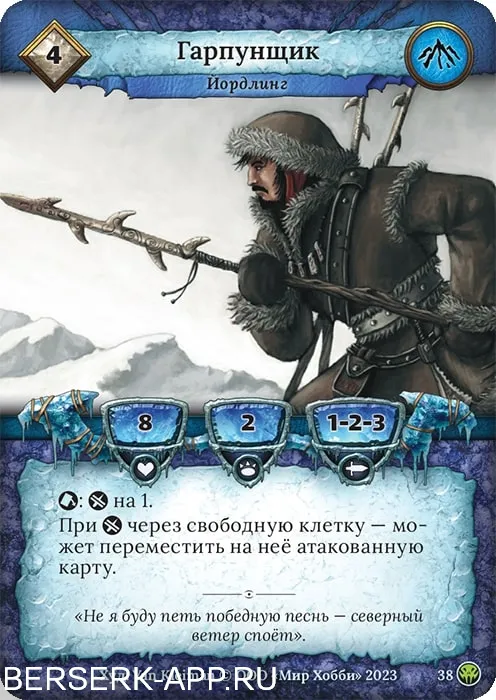 4
Гарпунщик
Йордлинг
8
2
1-2-3
: на 1.
При через свободную клетку — мо-
жет переместить на неё атакованную
карту.
«Не я буду петь победную песнь — северный
ветер споёт».
«Мир Хобби» 2023
38
BERSERK-APP.RU